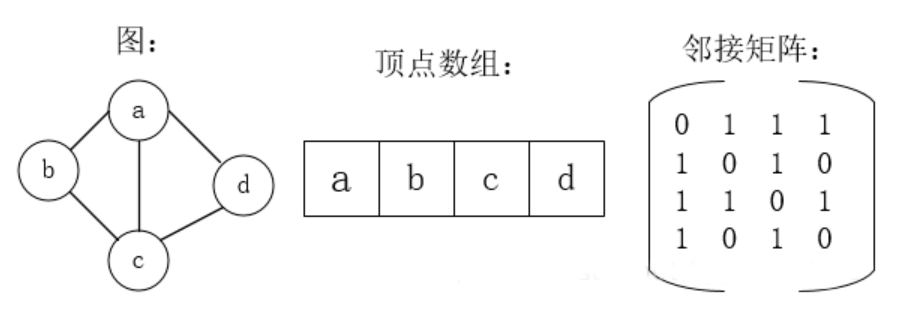 图：
a
b
d
c
顶点数组：
a b c d
邻接矩阵：
0 1 1 1
1 0 1 0
1 1 0 1
1 0 1 0